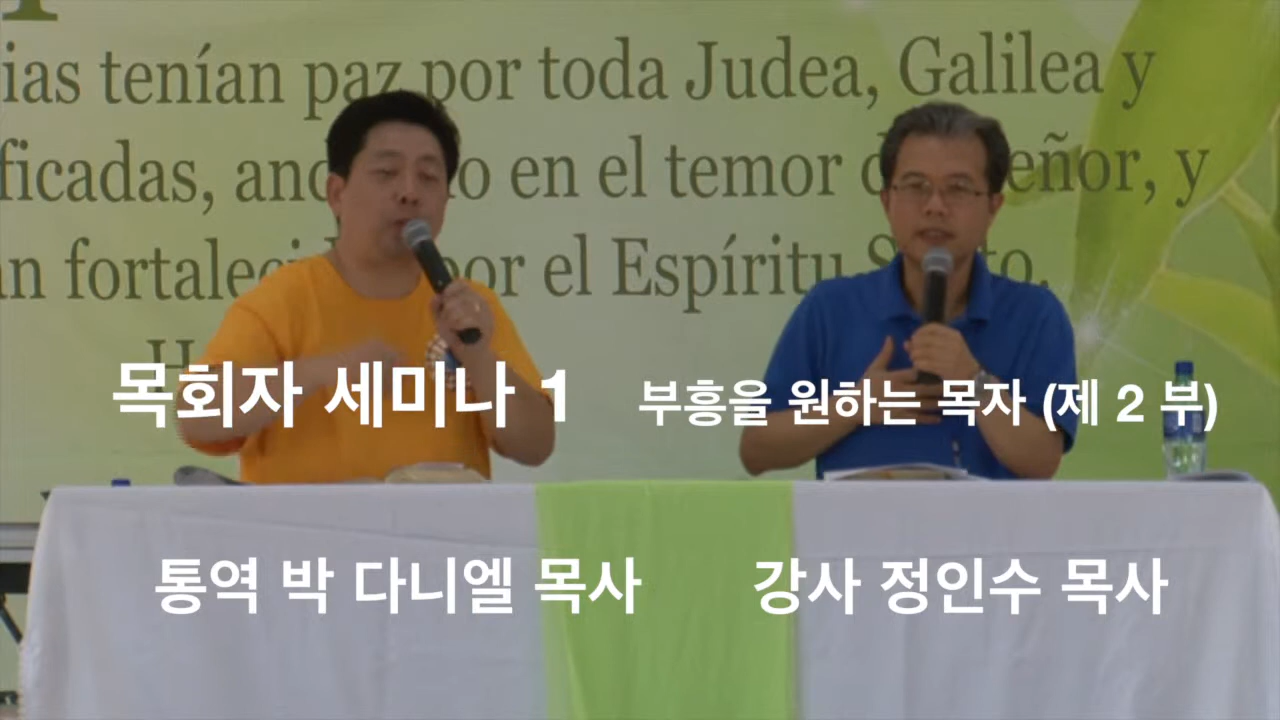 ias tenían paz por toda Judea, Galilea y
ficadas, en el temor señor, y
an por el Espíritu
목회자 세미나 1 부흥을 원하는 목자 (제 2 부)
통역 박 다니엘 목사 강사 정인수 목사